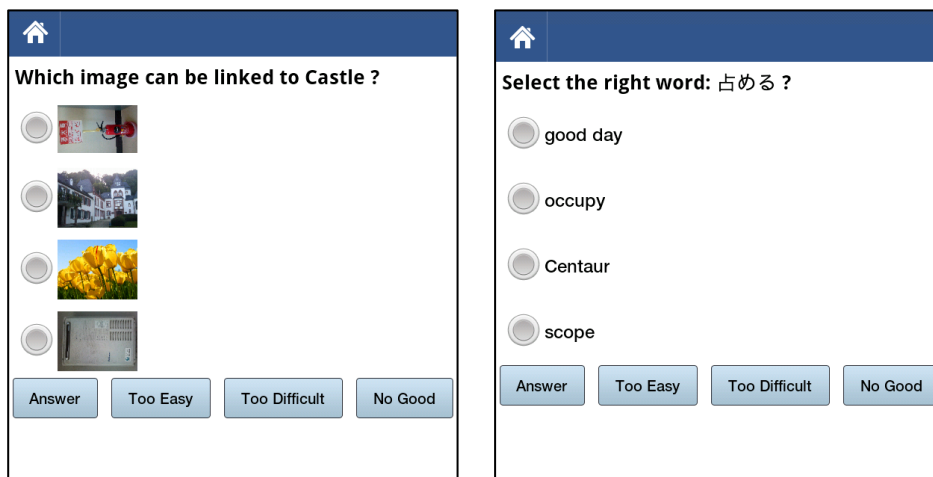 Which image can be linked to Castle ?
Answer
Too Easy
Too Difficult
No Good
Select the right word: 占める ?
good day
occupy
Centaur
scope
Answer
Too Easy
Too Difficult
No Good